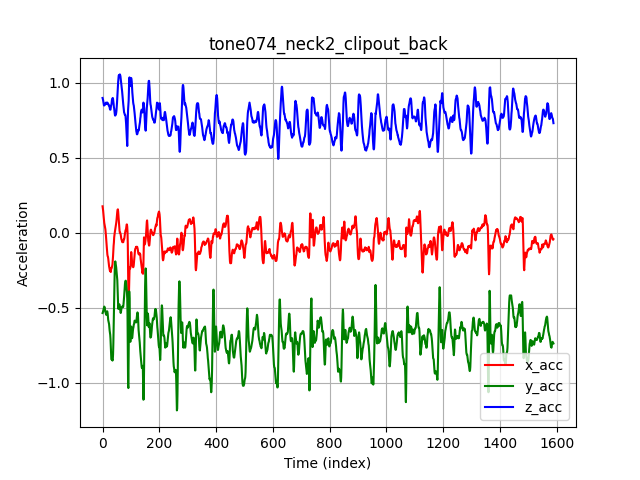 tone074_neck2_clipout_back
Acceleration
1.0
0.5
0.0
−0.5
−1.0
x_acc
y_acc
z_acc
0 200 400 600 800 1000 1200 1400 1600
Time (index)